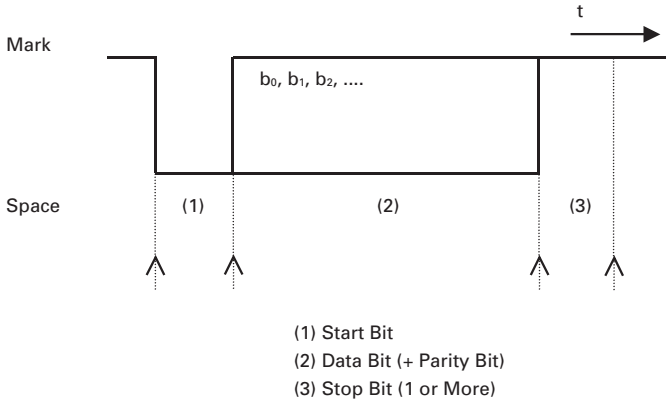 t
Mark
b₀, b₁, b₂, ....
Space (1) (2) (3)
(1) Start Bit
(2) Data Bit (+ Parity Bit)
(3) Stop Bit (1 or More)